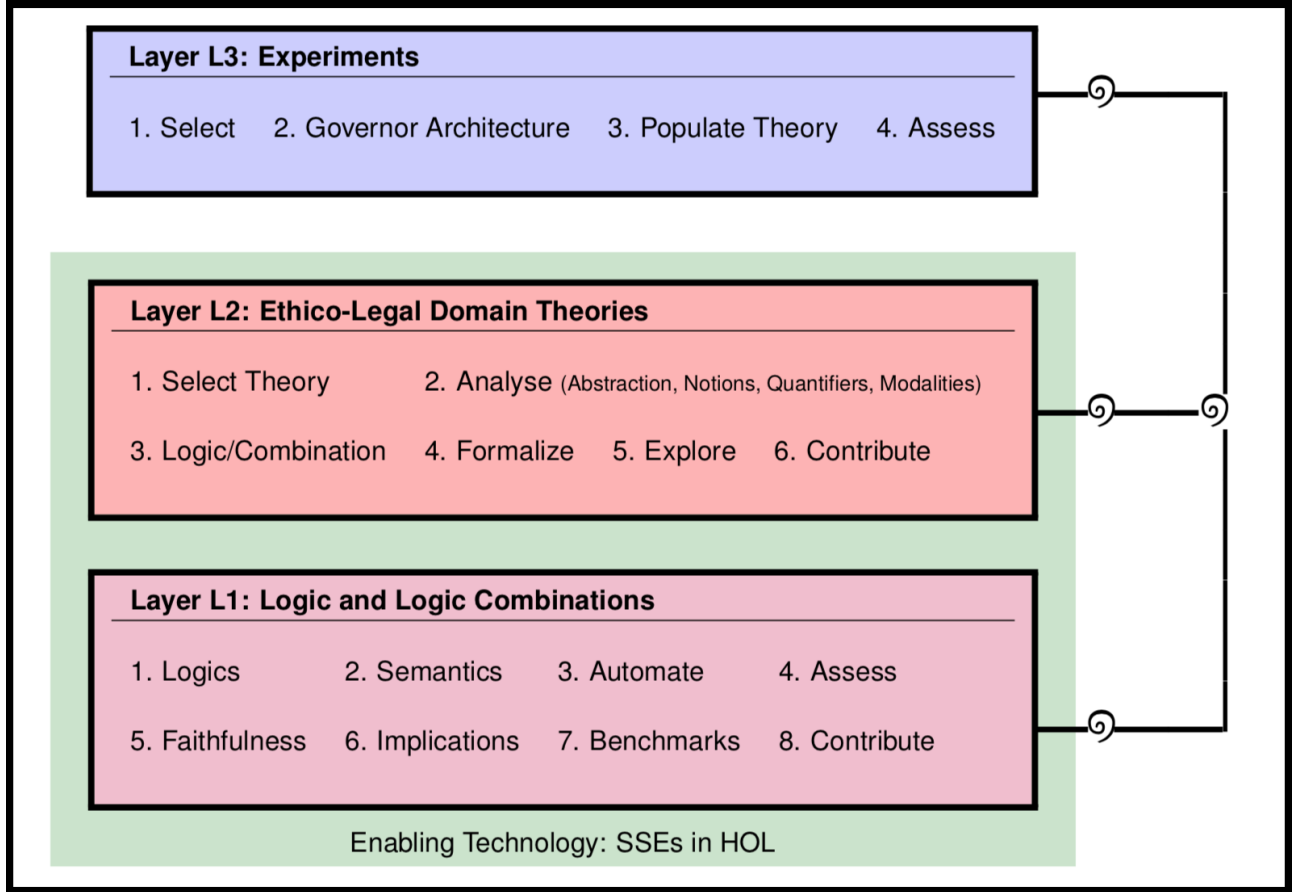 Layer L3: Experiments
1. Select 2. Governor Architecture 3. Populate Theory 4. Assess
Layer L2: Ethico-Legal Domain Theories
1. Select Theory 2. Analyse (Abstraction, Notions, Quantifiers, Modalities)
3. Logic/Combination 4. Formalize 5. Explore 6. Contribute
Layer L1: Logic and Logic Combinations
1. Logics 2. Semantics 3. Automate 4. Assess
5. Faithfulness 6. Implications 7. Benchmarks 8. Contribute
Enabling Technology: SSEs in HOL